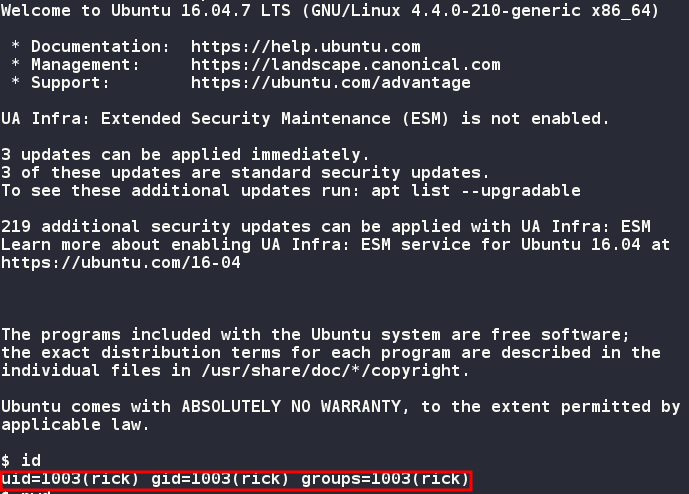 Welcome to Ubuntu 16.04.7 LTS (GNU/Linux 4.4.0-210-generic x86_64)
* Documentation:  https://help.ubuntu.com
* Management:     https://landscape.canonical.com
* Support:        https://ubuntu.com/advantage
UA Infra: Extended Security Maintenance (ESM) is not enabled.
3 updates can be applied immediately.
3 of these updates are standard security updates.
To see these additional updates run: apt list --upgradable
219 additional security updates can be applied with UA Infra: ESM
Learn more about enabling UA Infra: ESM service for Ubuntu 16.04 at
https://ubuntu.com/16-04
The programs included with the Ubuntu system are free software;
the exact distribution terms for each program are described in the
individual files in /usr/share/doc/*/copyright.
Ubuntu comes with ABSOLUTELY NO WARRANTY, to the extent permitted by
applicable law.
$ id
uid=1003(rick) gid=1003(rick) groups=1003(rick)